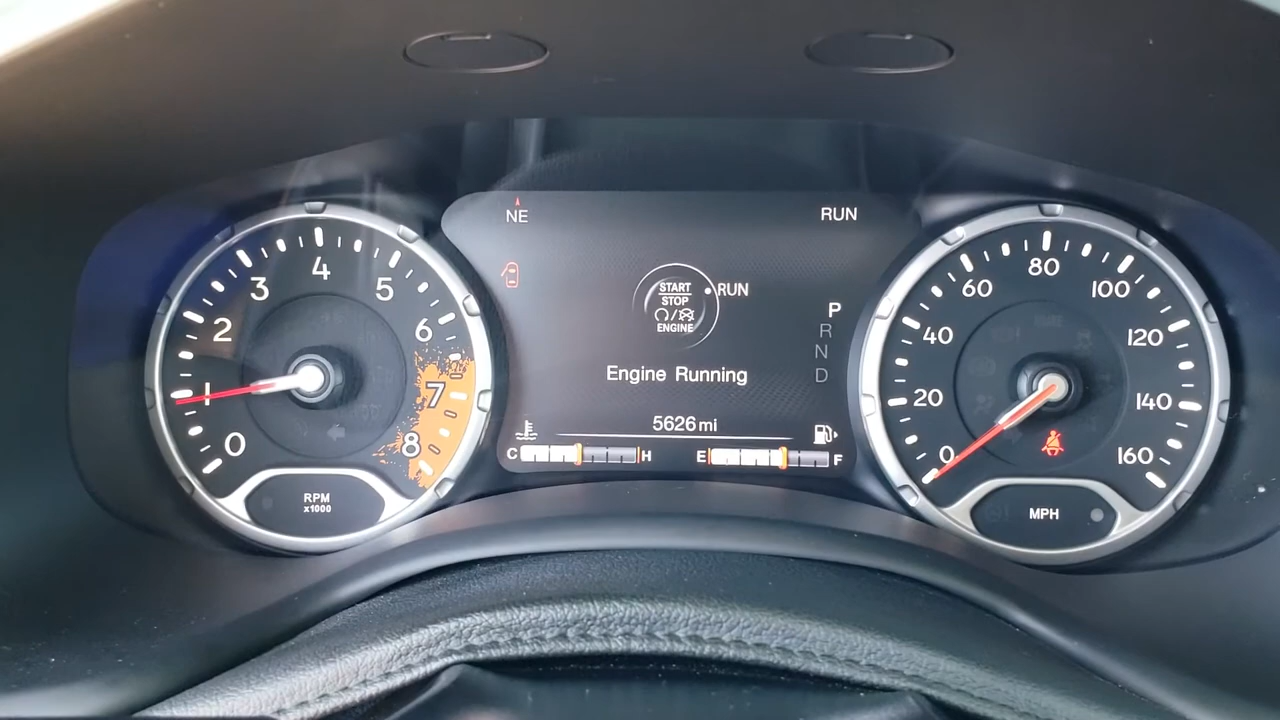 NE
RUN
4
3
5
2
6
1
7
0
8
RPM
x1000
START
STOP
ENGINE
RUN
P
R
N
D
Engine Running
5626 mi
C
H
E
F
80
60
100
40
120
20
140
0
160
MPH